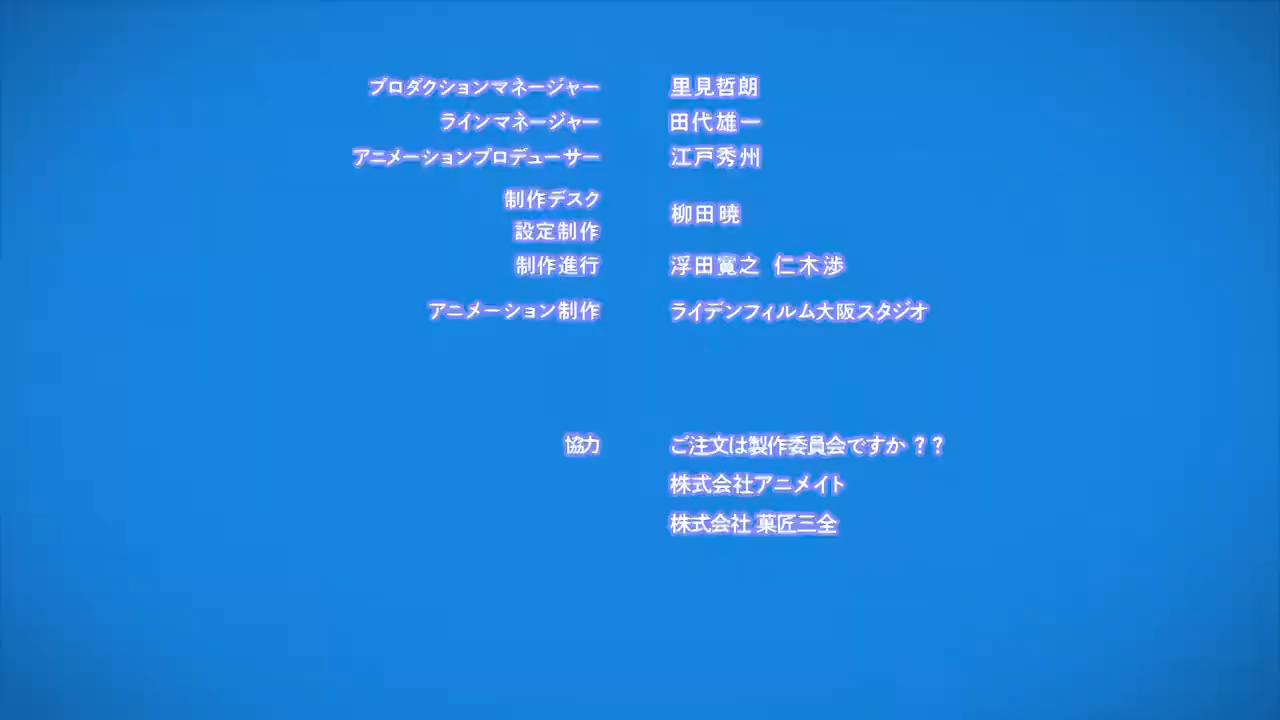 プロダクションマネージャー 里見哲朗
ラインマネージャー 田代雄一
アニメーションプロデューサー 江戸秀州
制作デスク
設定制作 柳田暁
制作進行 浮田寛之 仁木渉
アニメーション制作 ライデンフィルム大阪スタジオ
協力 ご注文は製作委員会ですか??
株式会社アニメイト
株式会社 菓匠三全